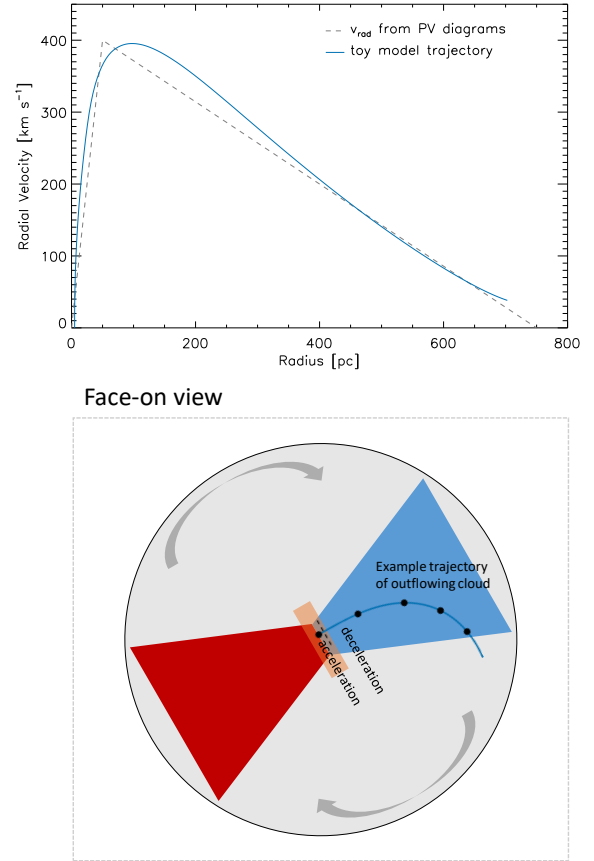 400
300
200
100
0
Radial Velocity [km s⁻¹]
v_rad from PV diagrams
toy model trajectory
0
200
400
600
800
Radius [pc]
Face-on view
Example trajectory
of outflowing cloud
deceleration
acceleration